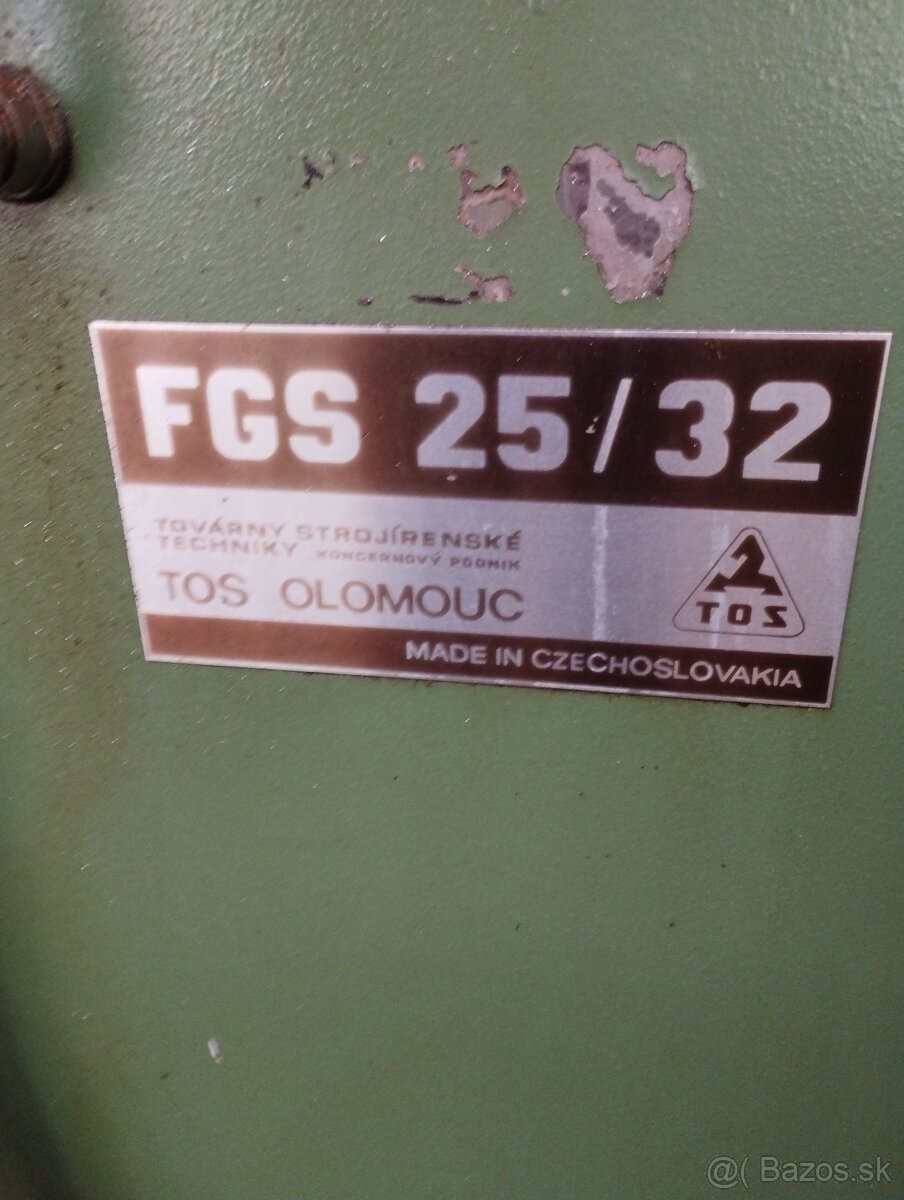 FGS 25/32
TOVÁRNY STROJÍRENSKÉ
TECHNIKY KONCERNOVÝ PODNIK
TOS OLOMOUC
TOS
MADE IN CZECHOSLOVAKIA
@( Bazos.sk